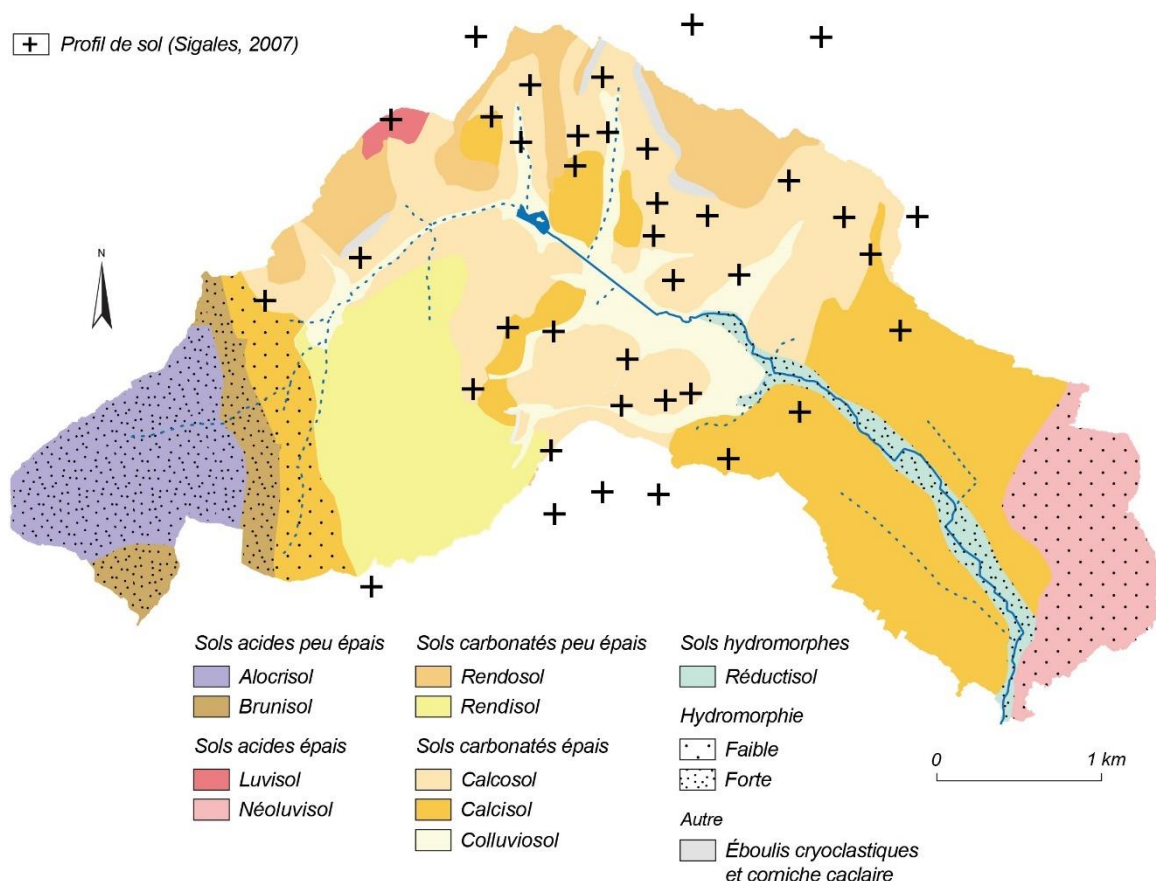 Profil de sol (Sigales, 2007)
N
Sols acides peu épais
Alocrisol
Brunisol
Sols acides épais
Luvisol
Néoluvisol
Sols carbonatés peu épais
Rendosol
Rendisol
Sols carbonatés épais
Calcosol
Calcisol
Colluviosol
Sols hydromorphes
Réductisol
Hydromorphie
Faible
Forte
Autre
Éboulis cryoclastiques
et corniche caclaire
0 1 km